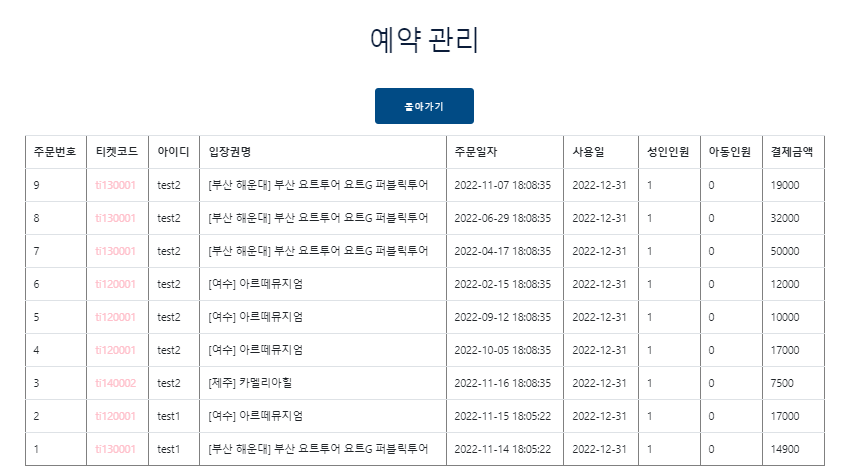 예약 관리
돌아가기
주문번호 티켓코드 아이디 입장권명 주문일자 사용일 성인인원 아동인원 결제금액
9 ti130001 test2 [부산 해운대] 부산 요트투어 요트G 퍼블릭투어 2022-11-07 18:08:35 2022-12-31 1 0 19000
8 ti130001 test2 [부산 해운대] 부산 요트투어 요트G 퍼블릭투어 2022-06-29 18:08:35 2022-12-31 1 0 32000
7 ti130001 test2 [부산 해운대] 부산 요트투어 요트G 퍼블릭투어 2022-04-17 18:08:35 2022-12-31 1 0 50000
6 ti120001 test2 [여수] 아르떼뮤지엄 2022-02-15 18:08:35 2022-12-31 1 0 12000
5 ti120001 test2 [여수] 아르떼뮤지엄 2022-09-12 18:08:35 2022-12-31 1 0 10000
4 ti120001 test2 [여수] 아르떼뮤지엄 2022-10-05 18:08:35 2022-12-31 1 0 17000
3 ti140002 test2 [제주] 카멜리아힐 2022-11-16 18:08:35 2022-12-31 1 0 7500
2 ti120001 test1 [여수] 아르떼뮤지엄 2022-11-15 18:05:22 2022-12-31 1 0 17000
1 ti130001 test1 [부산 해운대] 부산 요트투어 요트G 퍼블릭투어 2022-11-14 18:05:22 2022-12-31 1 0 14900